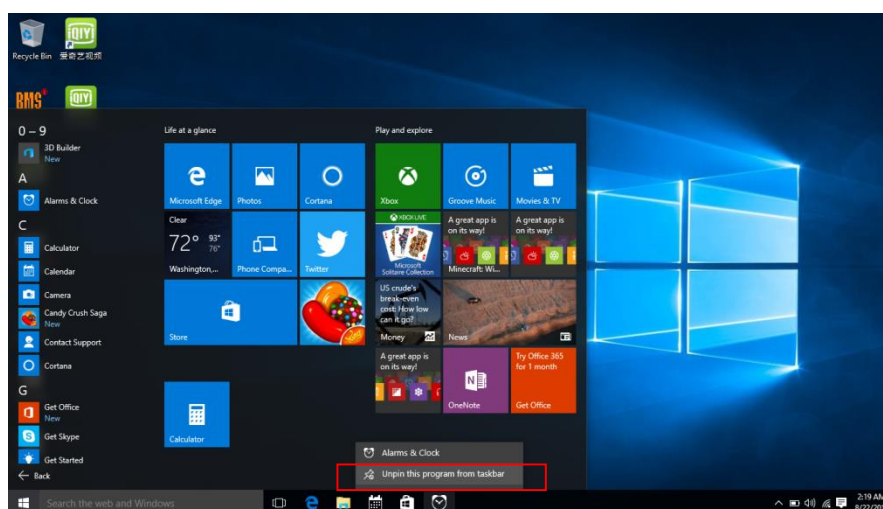 Recycle Bin
爱奇艺视频
QIY
RMS
QIY
0 – 9
3D Builder
New
A
Alarms & Clock
C
Calculator
Calendar
Camera
Candy Crush Saga
New
Contact Support
Cortana
G
Get Office
New
Get Skype
Get Started
Back
Life at a glance
Microsoft Edge
Photos
Cortana
Clear
72° 93°
76°
Washington,...
Phone Compa...
Twitter
Store
Calculator
Play and explore
Xbox
Groove Music
Movies & TV
XBOX LIVE
Microsoft
Solitaire Collection
A great app is
on its way!
Minecraft: Wi...
A great app is
on its way!
US crude's
break-even
cost: How low
can it go?
Money
News
A great app is
on its way!
OneNote
Try Office 365
for 1 month
Get Office
Alarms & Clock
Unpin this program from taskbar
Search the web and Windows
2:19 AM
8/22/20